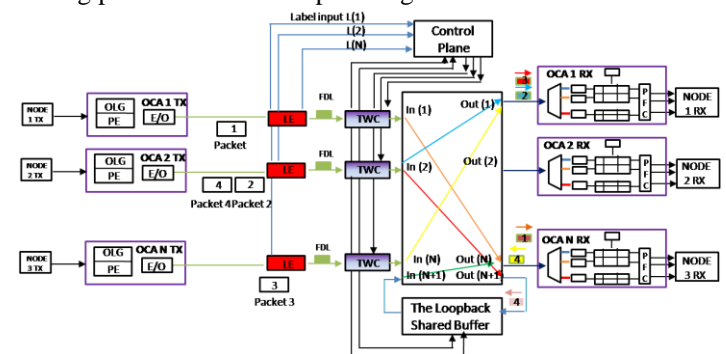 Label input L(1)
L(2)
L(N)
Control
Plane
NODE
1 TX
OLG
PE
OCA 1 TX
E/O
1
Packet
LE
FDL
TWC
In (1)
Out (1)
3
2
OCA 1 RX
P
F
C
NODE
1 RX
NODE
2 TX
OLG
PE
OCA 2 TX
E/O
4
2
Packet 4
Packet 2
LE
FDL
TWC
In (2)
Out (2)
OCA 2 RX
P
F
C
NODE
2 RX
NODE
3 TX
OLG
PE
OCA N TX
E/O
3
Packet 3
LE
FDL
TWC
In (N)
Out (N)
In (N+1)
Out (N+1
1
4
4
OCA N RX
P
F
C
NODE
3 RX
The Loopback
Shared Buffer